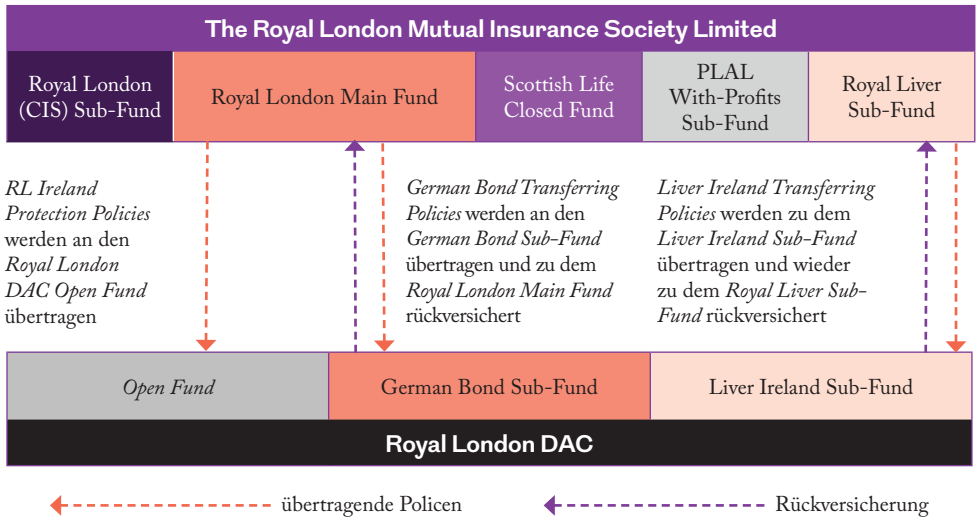 The Royal London Mutual Insurance Society Limited
Royal London
(CIS) Sub-Fund
Royal London Main Fund
Scottish Life
Closed Fund
PLAL
With-Profits
Sub-Fund
Royal Liver
Sub-Fund
RL Ireland
Protection Policies
werden an den
Royal London
DAC Open Fund
übertragen
German Bond Transferring
Policies werden an den
German Bond Sub-Fund
übertragen und zu dem
Royal London Main Fund
rückversichert
Liver Ireland Transferring
Policies werden zu dem
Liver Ireland Sub-Fund
übertragen und wieder
zu dem Royal Liver Sub-
Fund rückversichert
Open Fund
German Bond Sub-Fund
Liver Ireland Sub-Fund
Royal London DAC
übertragende Policen
Rückversicherung